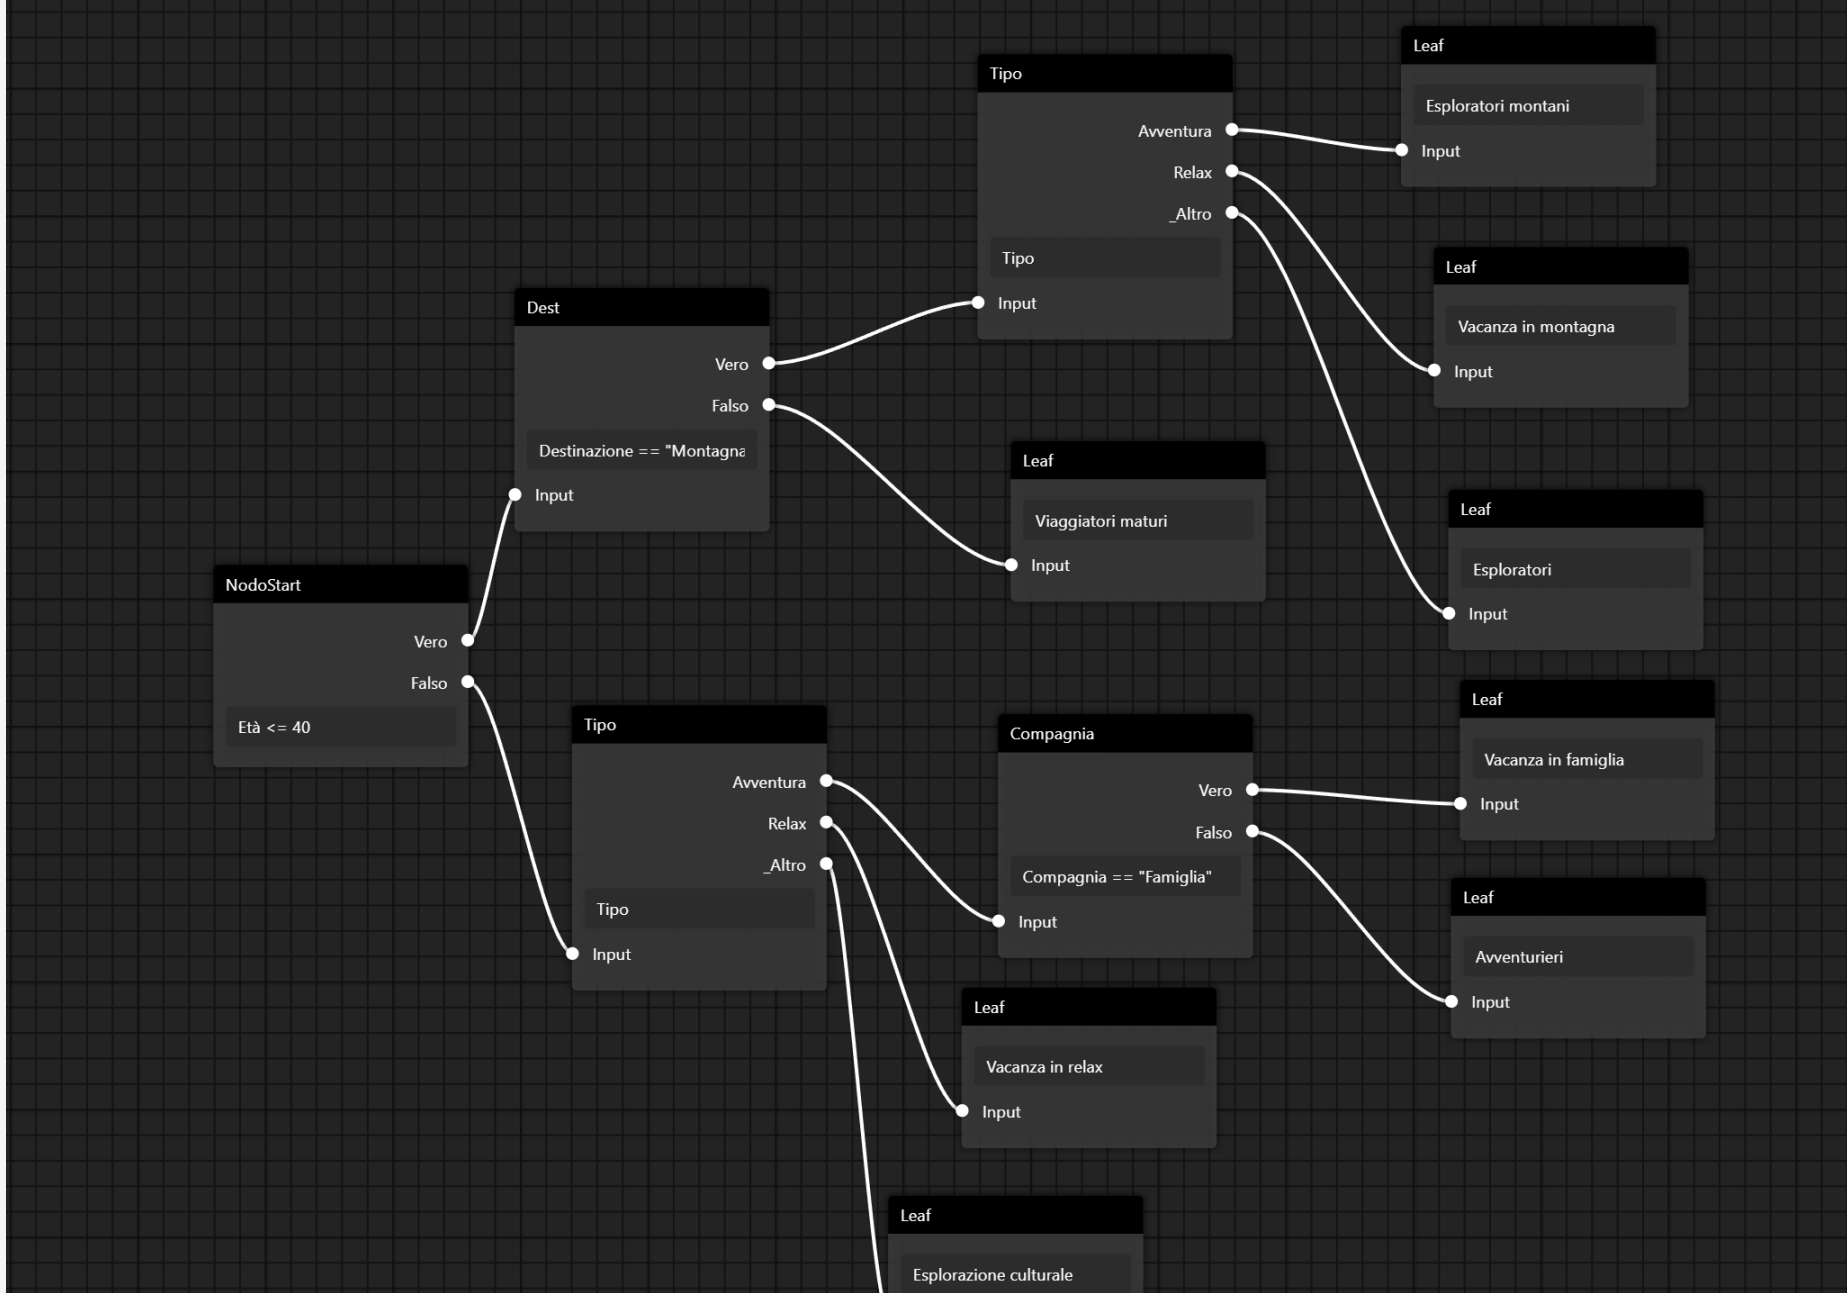 NodoStart
Vero
Falso
Età <= 40
Dest
Vero
Falso
Destinazione == "Montagna
Input
Tipo
Avventura
Relax
_Altro
Tipo
Input
Leaf
Esploratori montani
Input
Leaf
Vacanza in montagna
Input
Leaf
Esploratori
Input
Leaf
Viaggiatori maturi
Input
Tipo
Avventura
Relax
_Altro
Tipo
Input
Compagnia
Vero
Falso
Compagnia == "Famiglia"
Input
Leaf
Vacanza in famiglia
Input
Leaf
Avventurieri
Input
Leaf
Vacanza in relax
Input
Leaf
Esplorazione culturale